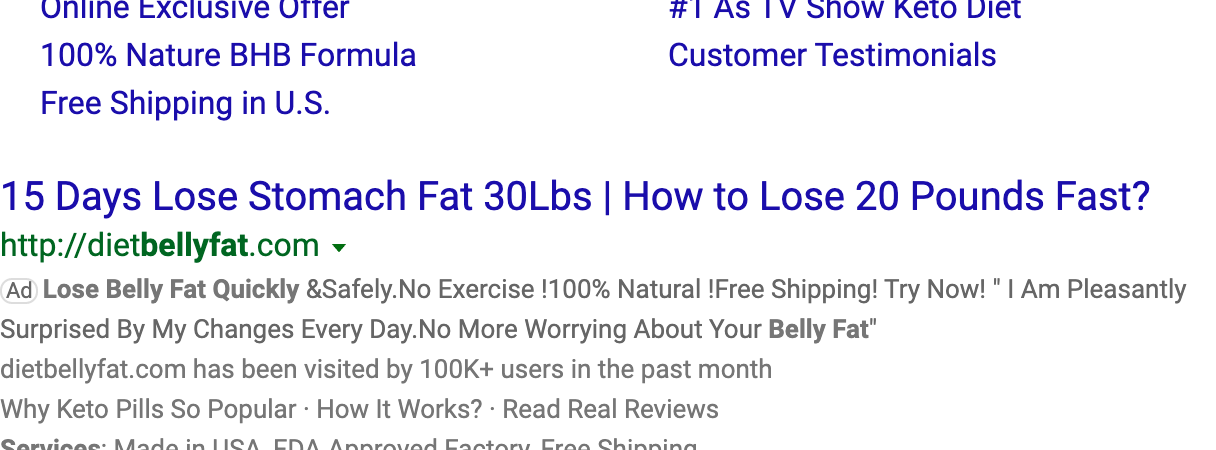 Online Exclusive Offer
#1 As TV Show Keto Diet
100% Nature BHB Formula
Customer Testimonials
Free Shipping in U.S.
15 Days Lose Stomach Fat 30Lbs | How to Lose 20 Pounds Fast?
http://dietbellyfat.com
Ad Lose Belly Fat Quickly &Safely.No Exercise !100% Natural !Free Shipping! Try Now! " I Am Pleasantly
Surprised By My Changes Every Day.No More Worrying About Your Belly Fat"
dietbellyfat.com has been visited by 100K+ users in the past month
Why Keto Pills So Popular · How It Works? · Read Real Reviews
Services: Made in USA, FDA Approved Factory, Free Shipping